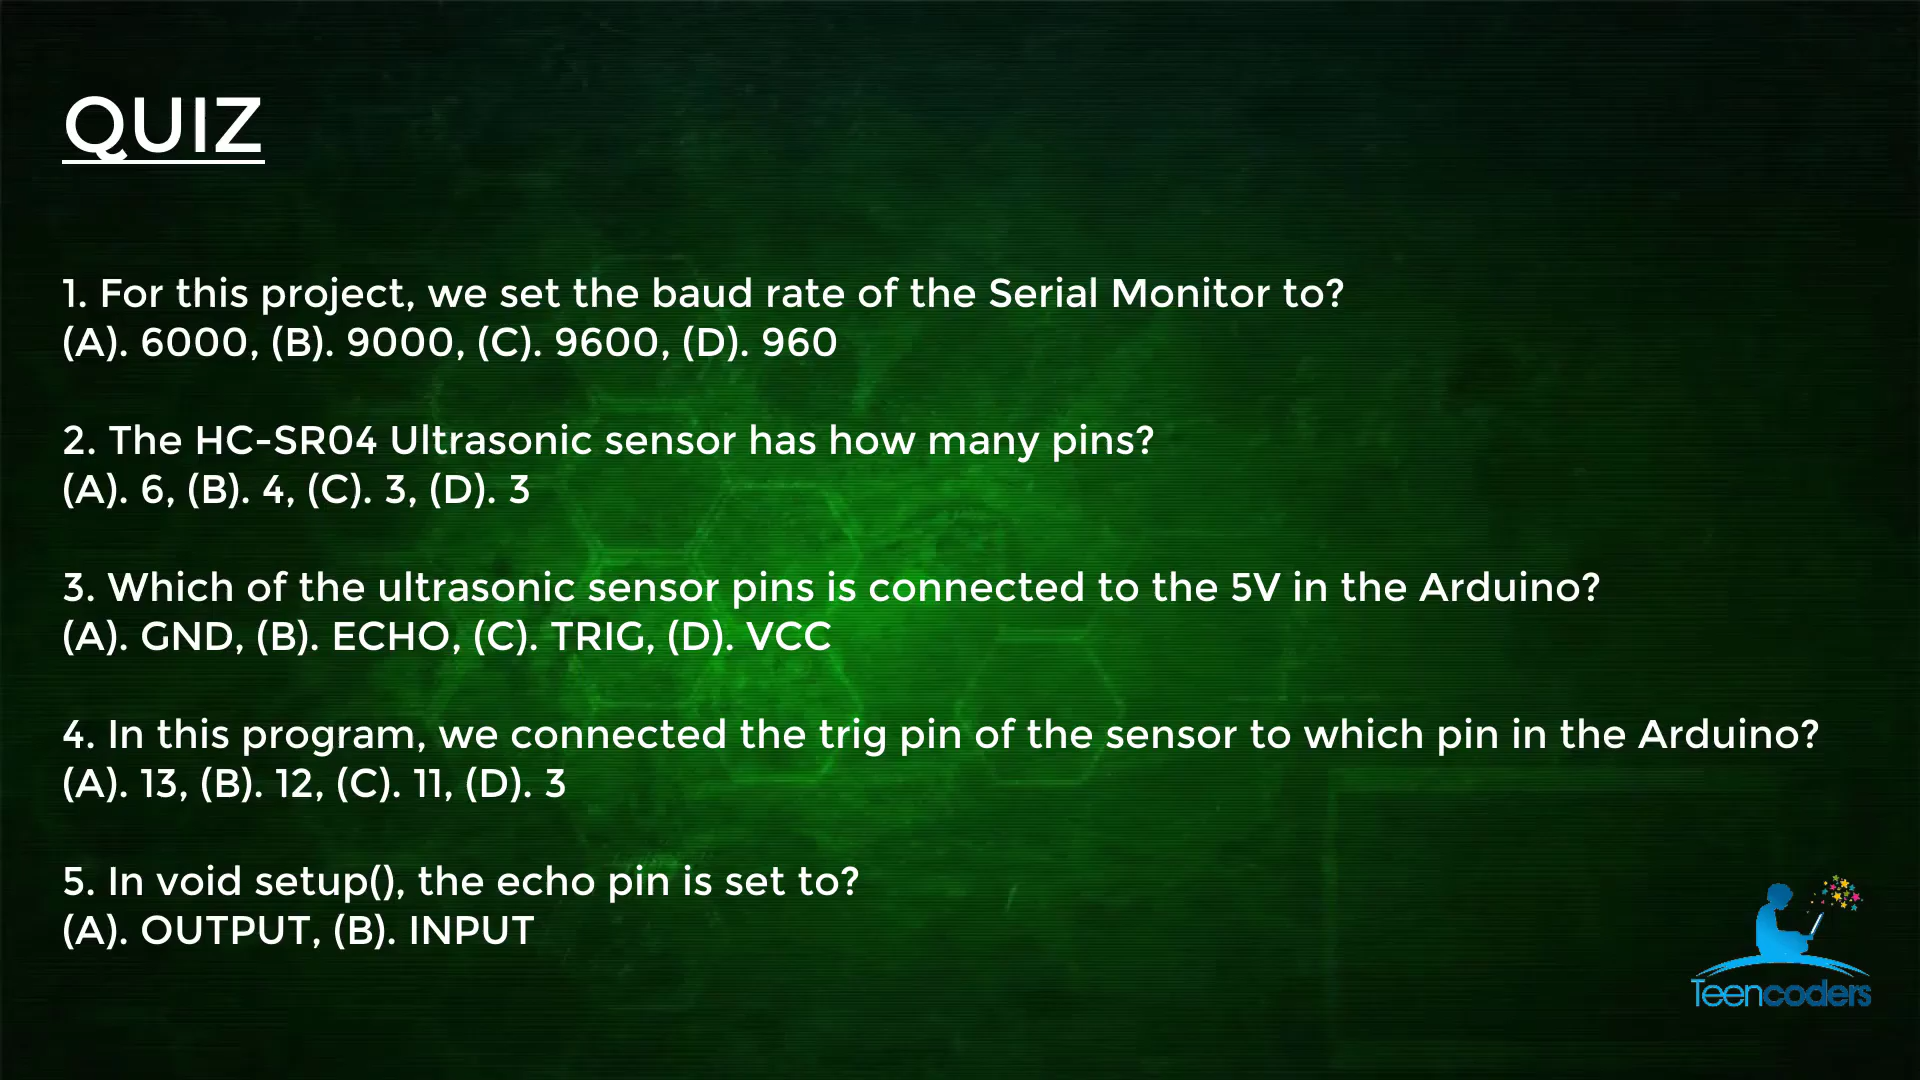 QUIZ
1. For this project, we set the baud rate of the Serial Monitor to?
(A). 6000, (B). 9000, (C). 9600, (D). 960
2. The HC-SR04 Ultrasonic sensor has how many pins?
(A). 6, (B). 4, (C). 3, (D). 3
3. Which of the ultrasonic sensor pins is connected to the 5V in the Arduino?
(A). GND, (B). ECHO, (C). TRIG, (D). VCC
4. In this program, we connected the trig pin of the sensor to which pin in the Arduino?
(A). 13, (B). 12, (C). 11, (D). 3
5. In void setup(), the echo pin is set to?
(A). OUTPUT, (B). INPUT
Teencoders